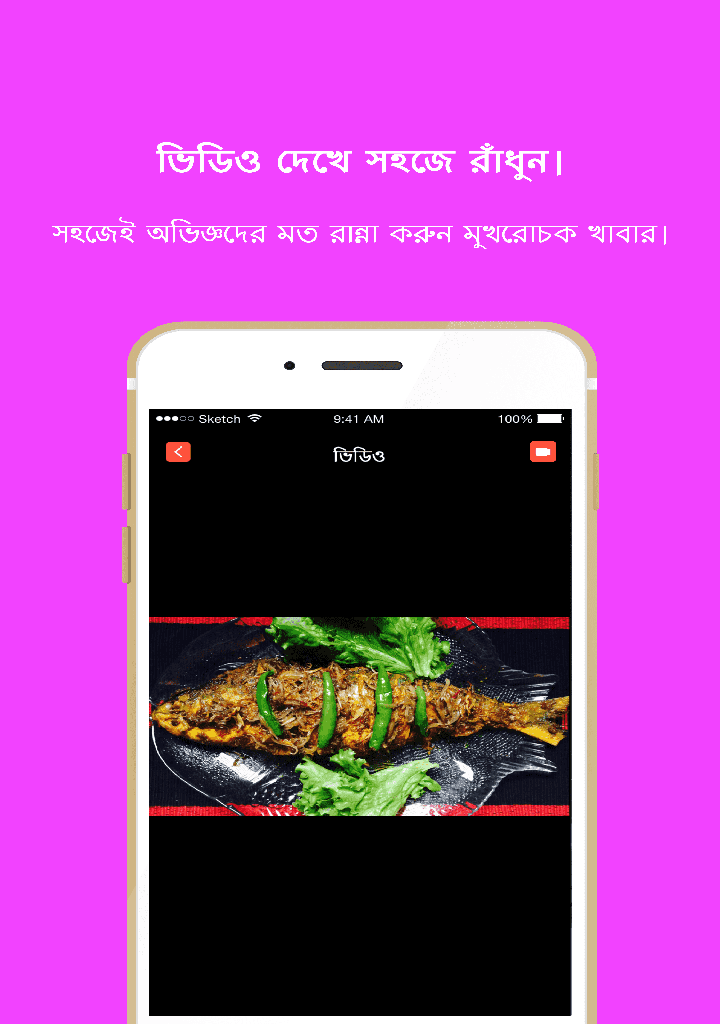 ভিডিও দেখে সহজে রাঁধুন।
সহজেই অভিজ্ঞদের মত রান্না করুন মুখরোচক খাবার।
Sketch 9:41 AM 100%
ভিডিও